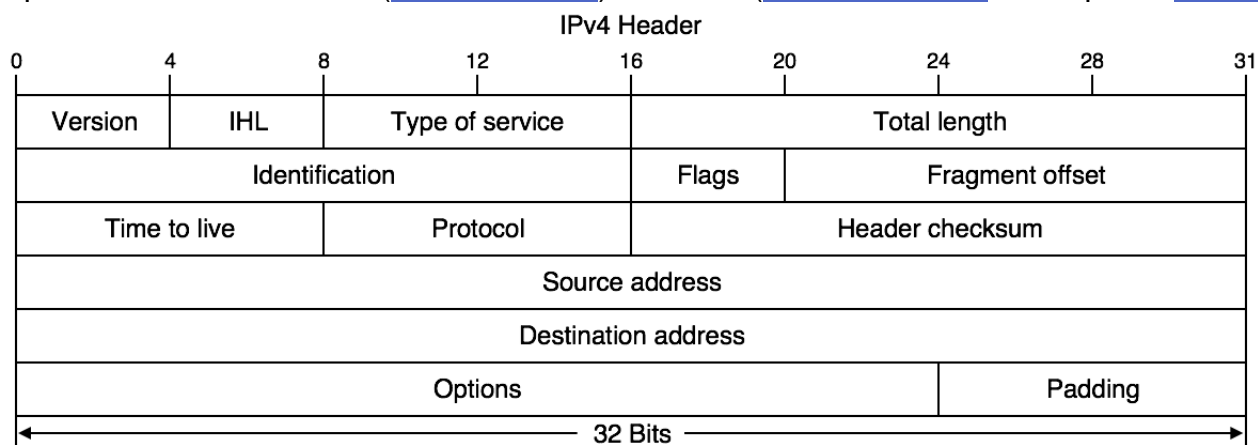 IPv4 Header
0 4 8 12 16 20 24 28 31
Version IHL Type of service Total length
Identification Flags Fragment offset
Time to live Protocol Header checksum
Source address
Destination address
Options Padding
32 Bits